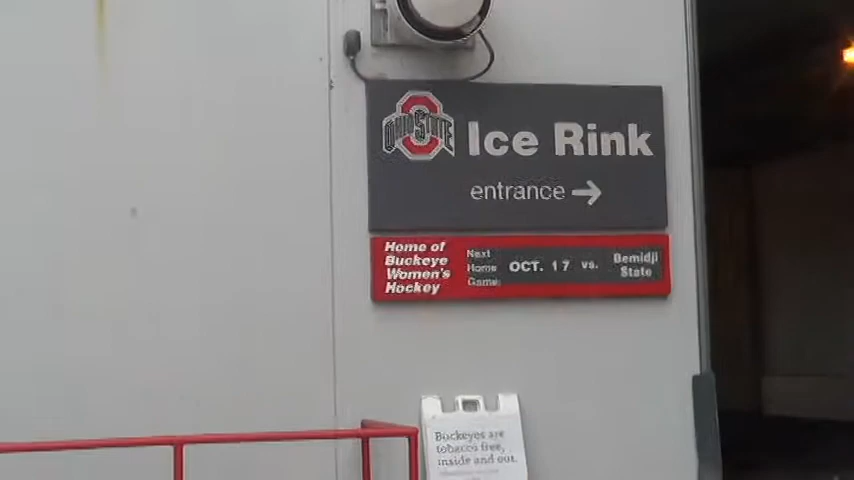 OHIO STATE
Ice Rink
entrance →
Home of
Buckeye
Women's
Hockey
Next
Home
Game
OCT. 17 vs.
Bemidji
State
Buckeyes are
tobacco free,
inside and out.